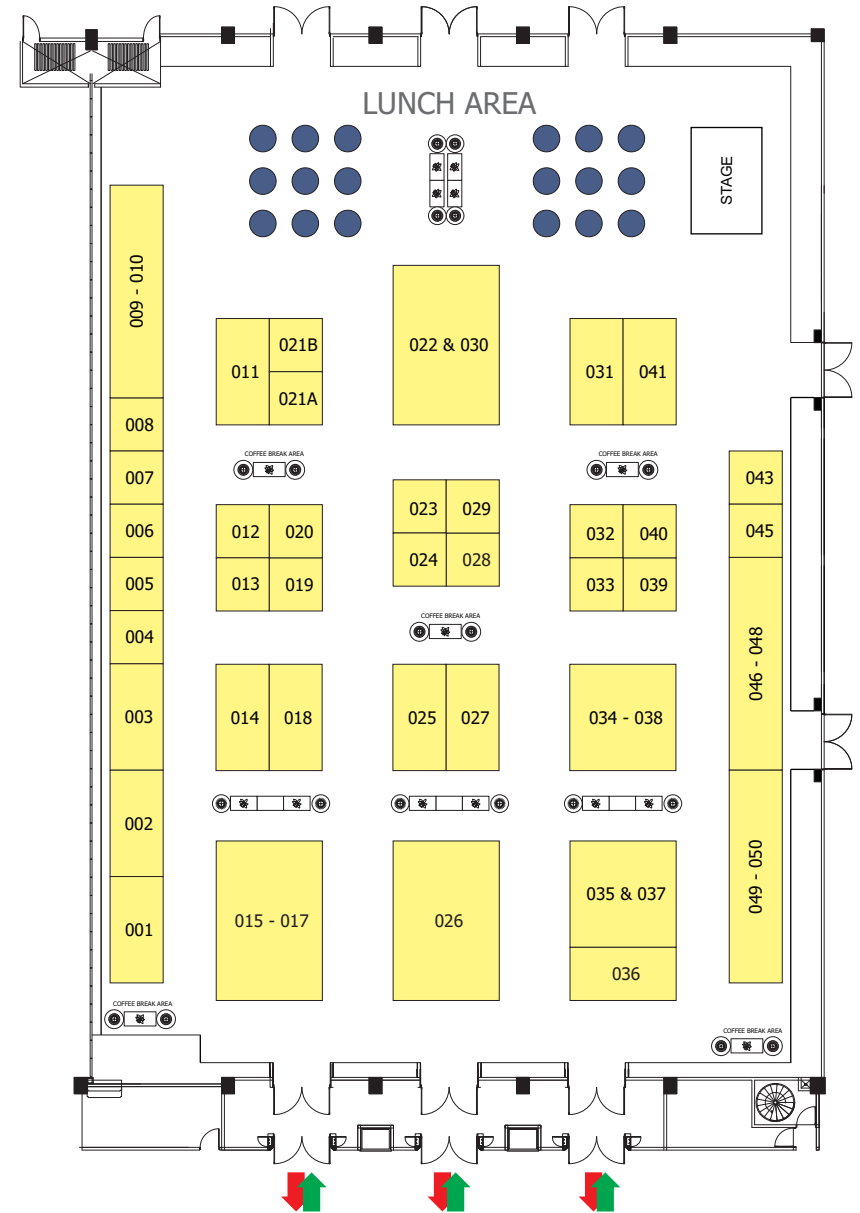 LUNCH AREA
STAGE
009 - 010
008
007
006
005
004
003
002
001
COFFEE BREAK AREA
011
021B
021A
COFFEE BREAK AREA
012
020
013
019
014
018
015 - 017
022 & 030
023
029
024
028
COFFEE BREAK AREA
025
027
026
031
041
COFFEE BREAK AREA
032
040
033
039
034 - 038
035 & 037
036
043
045
046 - 048
049 - 050
COFFEE BREAK AREA